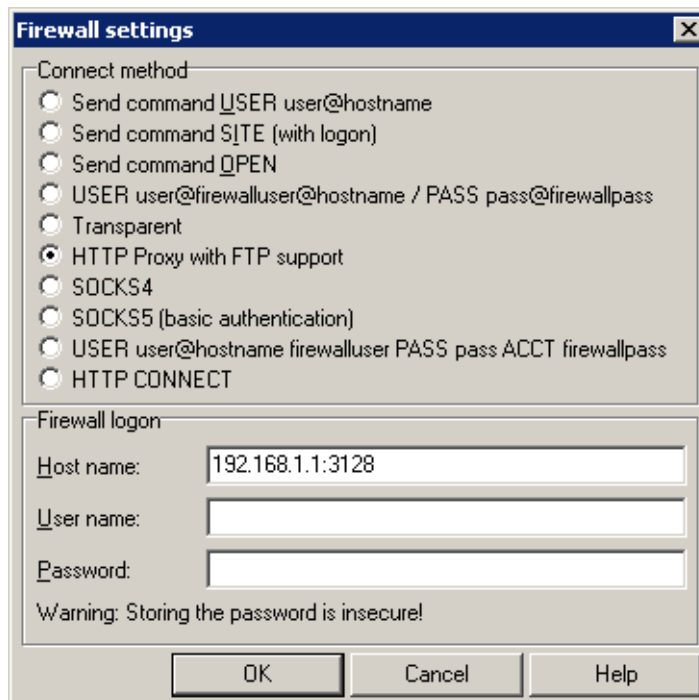 Firewall settings
Connect method
Send command USER user@hostname
Send command SITE (with logon)
Send command OPEN
USER user@firewalluser@hostname / PASS pass@firewallpass
Transparent
HTTP Proxy with FTP support
SOCKS4
SOCKS5 (basic authentication)
USER user@hostname firewalluser PASS pass ACCT firewallpass
HTTP CONNECT
Firewall logon
Host name: 192.168.1.1:3128
User name:
Password:
Warning: Storing the password is insecure!
OK Cancel Help